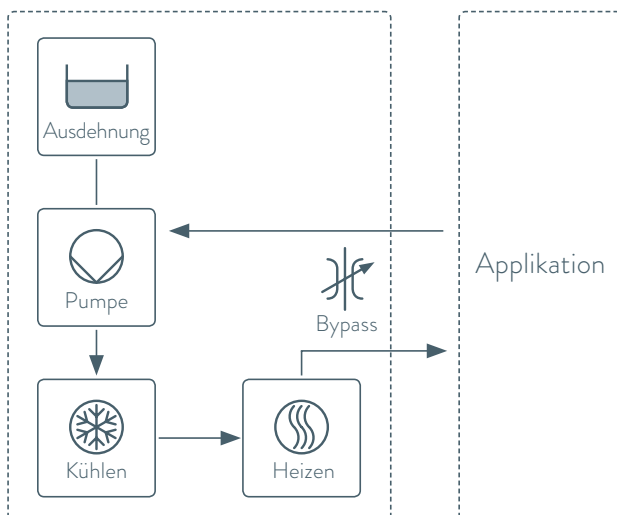 Ausdehnung
Pumpe
Applikation
Bypass
Kühlen
Heizen